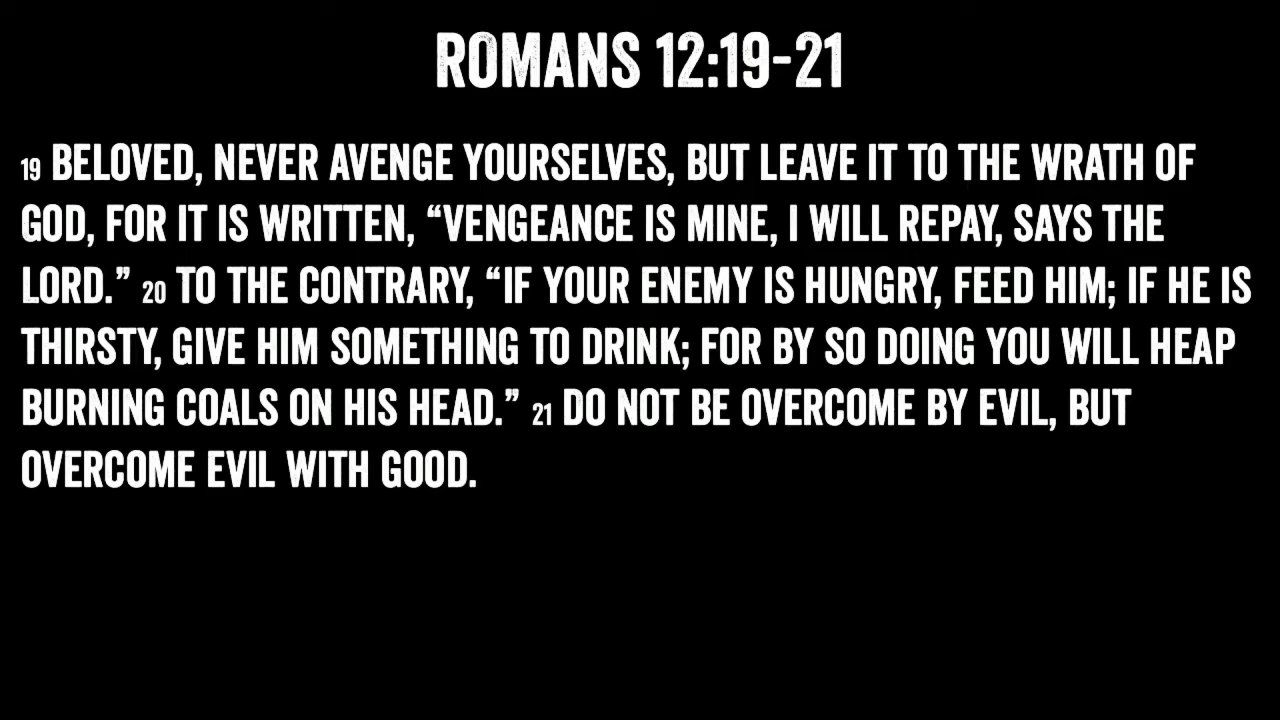 ROMANS 12:19-21
19 BELOVED, NEVER AVENGE YOURSELVES, BUT LEAVE IT TO THE WRATH OF
GOD, FOR IT IS WRITTEN, “VENGEANCE IS MINE, I WILL REPAY, SAYS THE
LORD.” 20 TO THE CONTRARY, “IF YOUR ENEMY IS HUNGRY, FEED HIM; IF HE IS
THIRSTY, GIVE HIM SOMETHING TO DRINK; FOR BY SO DOING YOU WILL HEAP
BURNING COALS ON HIS HEAD.” 21 DO NOT BE OVERCOME BY EVIL, BUT
OVERCOME EVIL WITH GOOD.